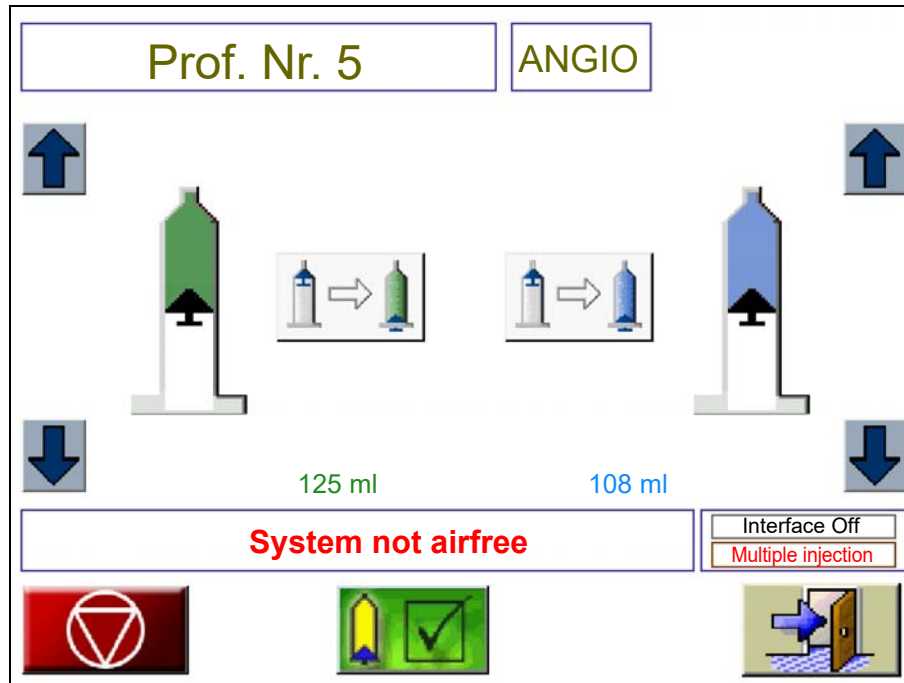 Prof. Nr. 5
ANGIO
125 ml
108 ml
System not airfree
Interface Off
Multiple injection